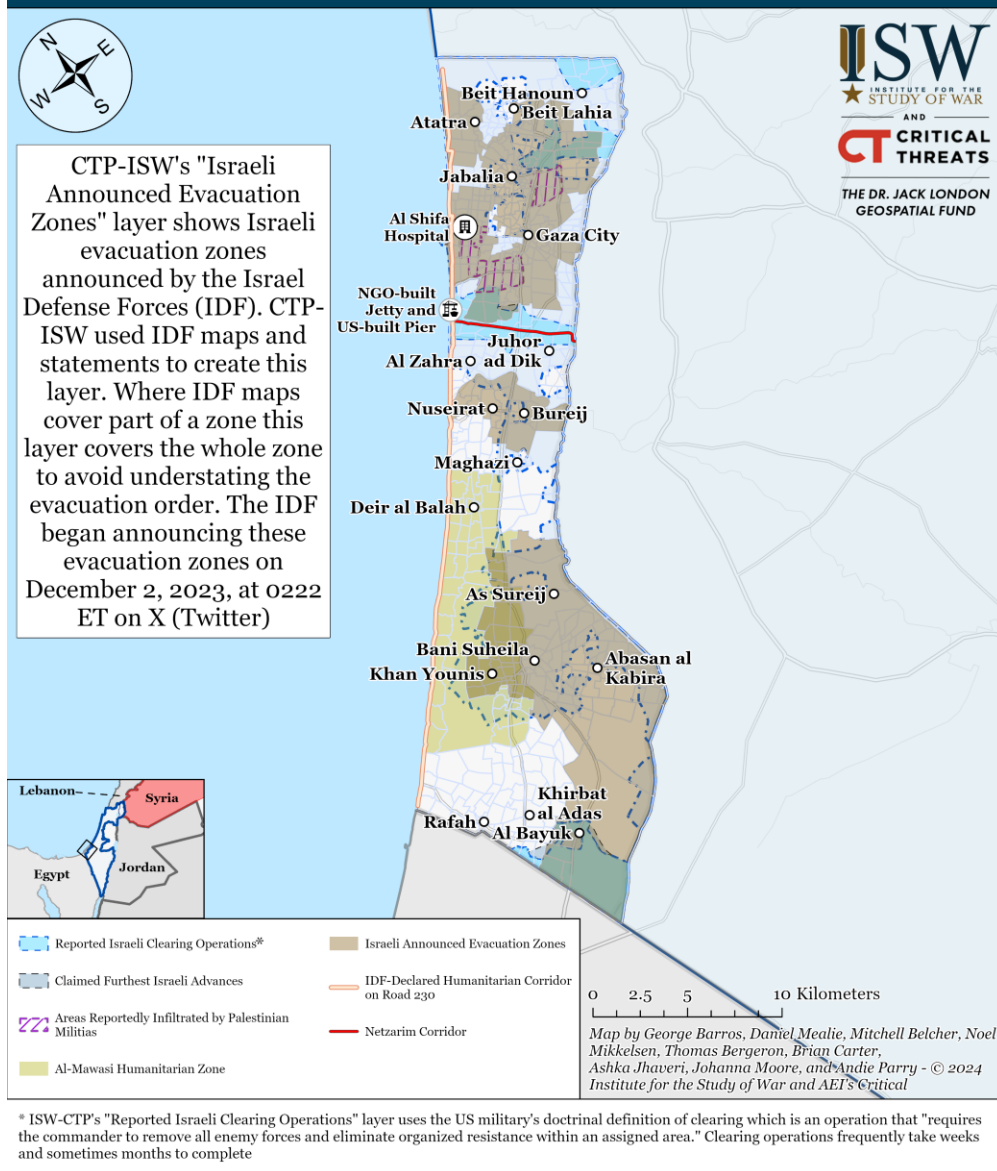 N
E
W
S
ISW
INSTITUTE FOR THE
STUDY OF WAR
AND
CT CRITICAL
THREATS
THE DR. JACK LONDON
GEOSPATIAL FUND
CTP-ISW's "Israeli
Announced Evacuation
Zones" layer shows Israeli
evacuation zones
announced by the Israel
Defense Forces (IDF). CTP-
ISW used IDF maps and
statements to create this
layer. Where IDF maps
cover part of a zone this
layer covers the whole zone
to avoid understating the
evacuation order. The IDF
began announcing these
evacuation zones on
December 2, 2023, at 0222
ET on X (Twitter)
Beit Hanoun
Beit Lahia
Atatra
Jabalia
Al Shifa
Hospital
Gaza City
NGO-built
Jetty and
US-built Pier
Juhor
ad Dik
Al Zahra
Nuseirat
Bureij
Maghazi
Deir al Balah
As Sureij
Bani Suheila
Abasan al
Kabira
Khan Younis
Khirbat
al Adas
Rafah
Al Bayuk
Lebanon
Syria
Jordan
Egypt
Reported Israeli Clearing Operations*
Claimed Furthest Israeli Advances
Areas Reportedly Infiltrated by Palestinian
Militias
Al-Mawasi Humanitarian Zone
Israeli Announced Evacuation Zones
IDF-Declared Humanitarian Corridor
on Road 230
Netzarim Corridor
0 2.5 5 10 Kilometers
Map by George Barros, Daniel Mealie, Mitchell Belcher, Noel
Mikkelsen, Thomas Bergeron, Brian Carter,
Ashka Jhaveri, Johanna Moore, and Andie Parry - © 2024
Institute for the Study of War and AEI's Critical
* ISW-CTP's "Reported Israeli Clearing Operations" layer uses the US military's doctrinal definition of clearing which is an operation that "requires
the commander to remove all enemy forces and eliminate organized resistance within an assigned area." Clearing operations frequently take weeks
and sometimes months to complete